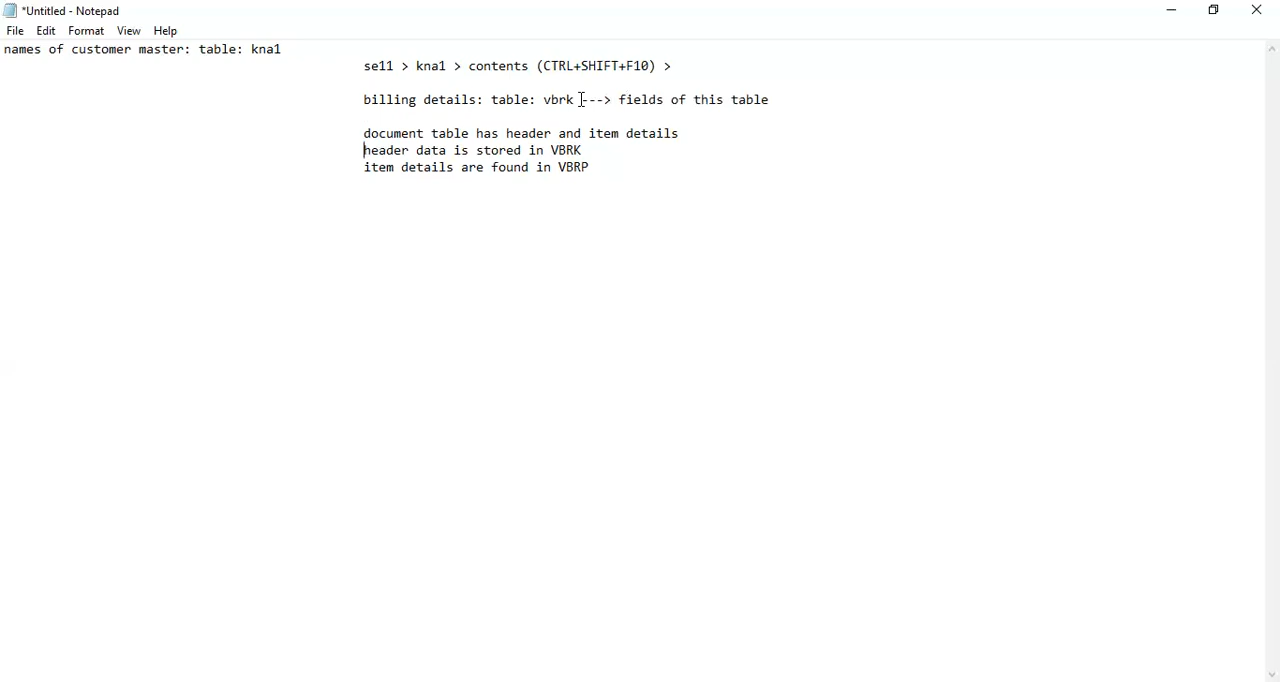 *Untitled - Notepad
File Edit Format View Help
names of customer master: table: kna1
se11 > kna1 > contents (CTRL+SHIFT+F10) >
billing details: table: vbrk ---> fields of this table
document table has header and item details
header data is stored in VBRK
item details are found in VBRP